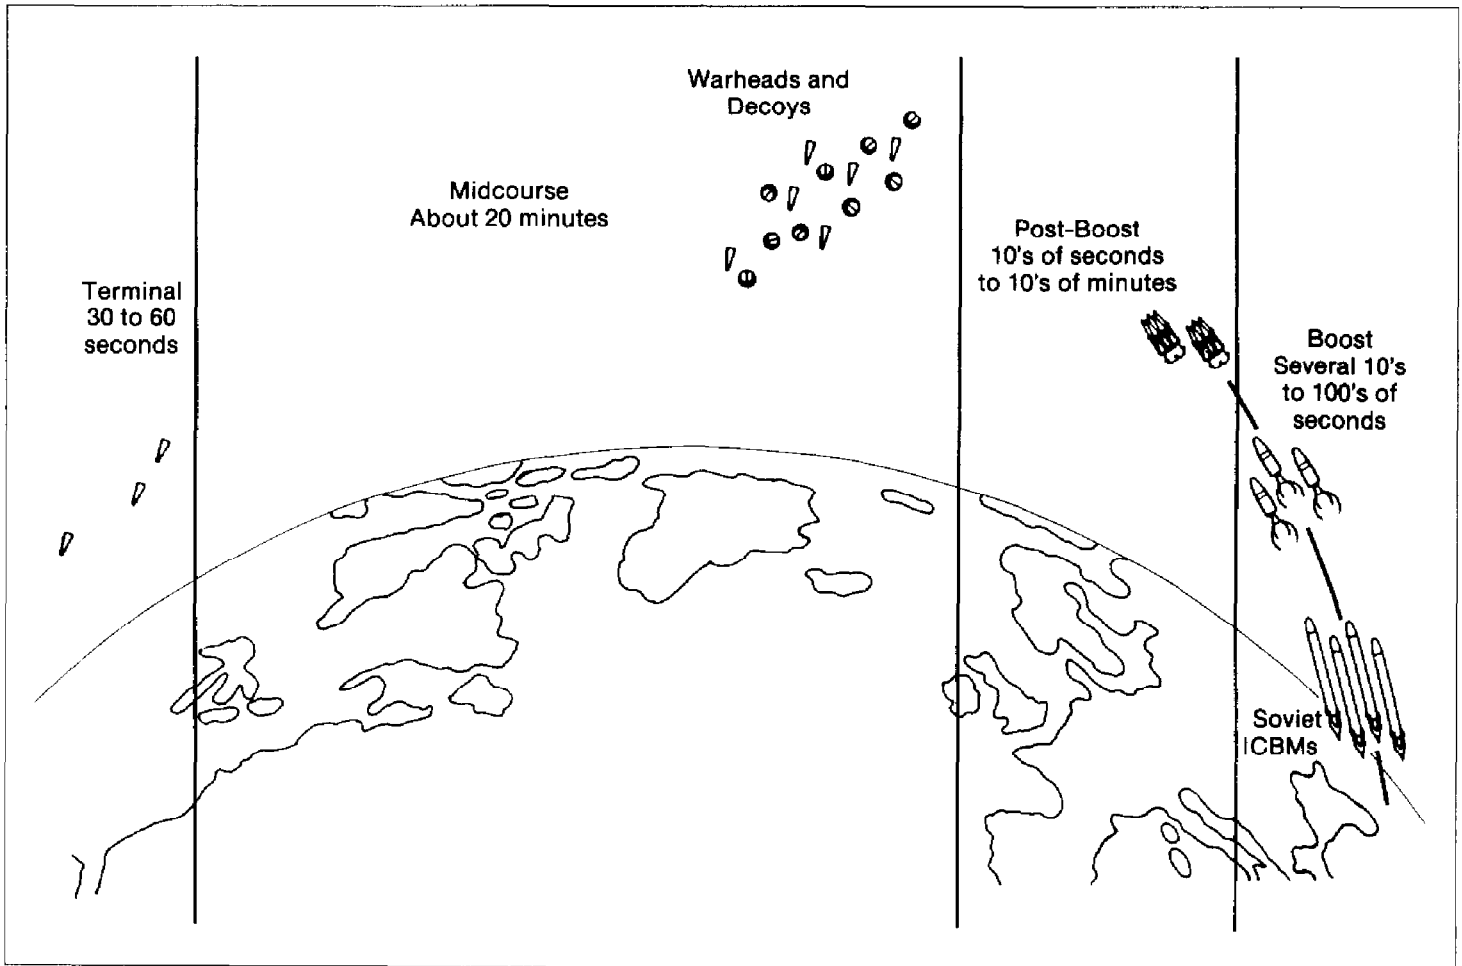 Warheads and
Decoys
Midcourse
About 20 minutes
Post-Boost
10's of seconds
to 10's of minutes
Terminal
30 to 60
seconds
Boost
Several 10's
to 100's of
seconds
Soviet
ICBMs